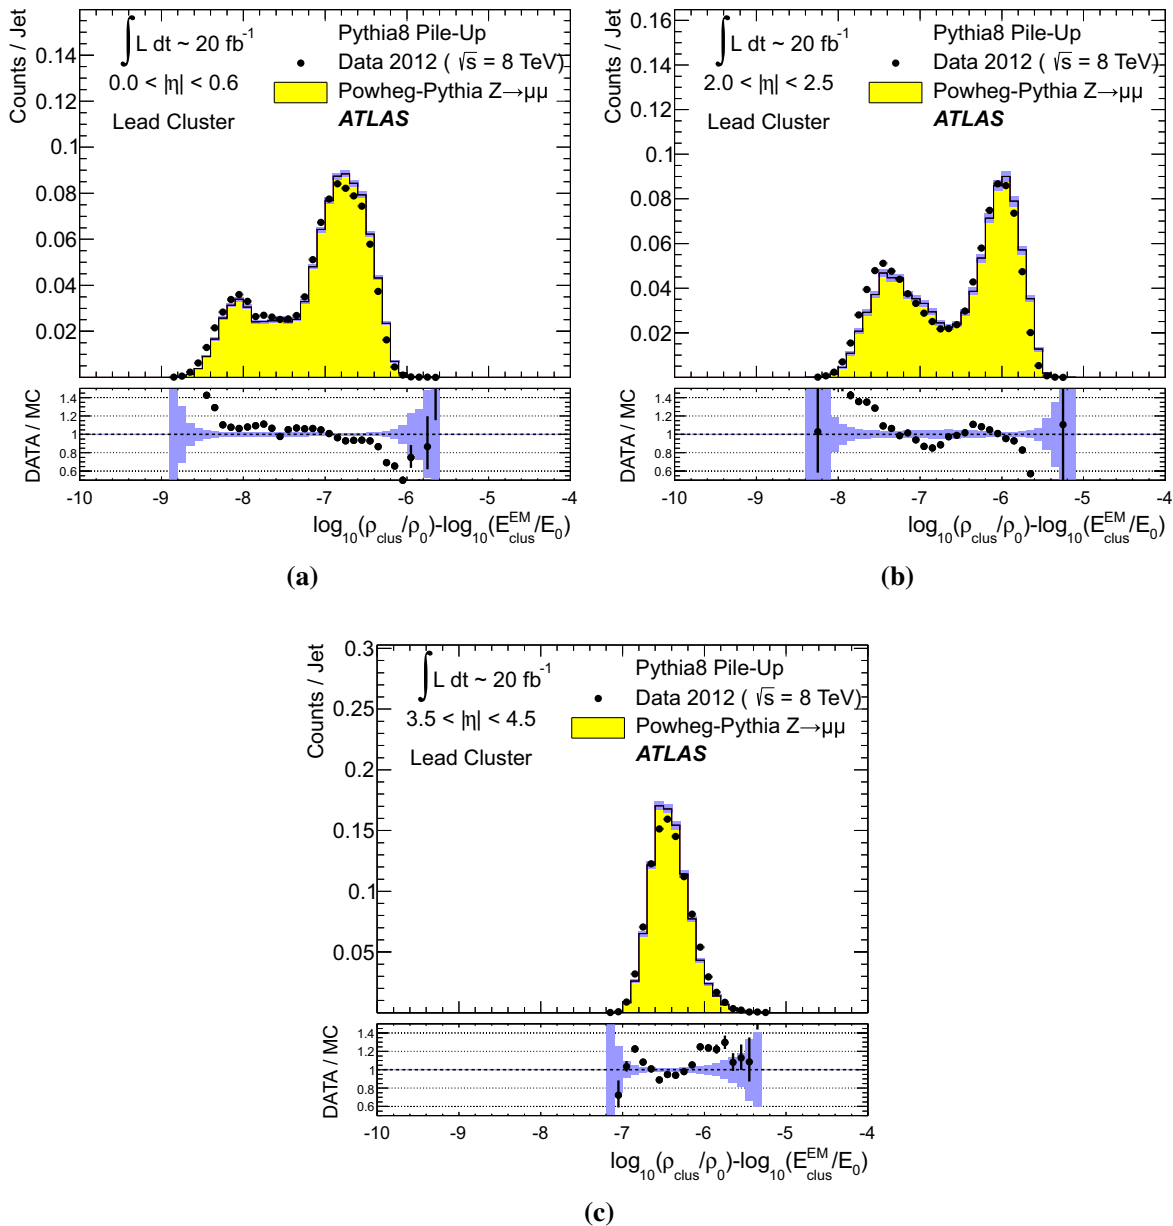 Counts / Jet
0.14
0.12
0.1
0.08
0.06
0.04
0.02
∫ L dt ~ 20 fb⁻¹
0.0 < |η| < 0.6
Lead Cluster
Pythia8 Pile-Up
Data 2012 ( √s = 8 TeV)
Powheg-Pythia Z→μμ
ATLAS
DATA / MC
1.4
1.2
1
0.8
0.6
-10 -9 -8 -7 -6 -5 -4
log₁₀(ρ_clus/ρ₀)-log₁₀(E^EM_clus/E₀)
(a)
Counts / Jet
0.16
0.14
0.12
0.1
0.08
0.06
0.04
0.02
∫ L dt ~ 20 fb⁻¹
2.0 < |η| < 2.5
Lead Cluster
Pythia8 Pile-Up
Data 2012 ( √s = 8 TeV)
Powheg-Pythia Z→μμ
ATLAS
DATA / MC
1.4
1.2
1
0.8
0.6
-10 -9 -8 -7 -6 -5 -4
log₁₀(ρ_clus/ρ₀)-log₁₀(E^EM_clus/E₀)
(b)
Counts / Jet
0.3
0.25
0.2
0.15
0.1
0.05
∫ L dt ~ 20 fb⁻¹
3.5 < |η| < 4.5
Lead Cluster
Pythia8 Pile-Up
Data 2012 ( √s = 8 TeV)
Powheg-Pythia Z→μμ
ATLAS
DATA / MC
1.4
1.2
1
0.8
0.6
-10 -9 -8 -7 -6 -5 -4
log₁₀(ρ_clus/ρ₀)-log₁₀(E^EM_clus/E₀)
(c)